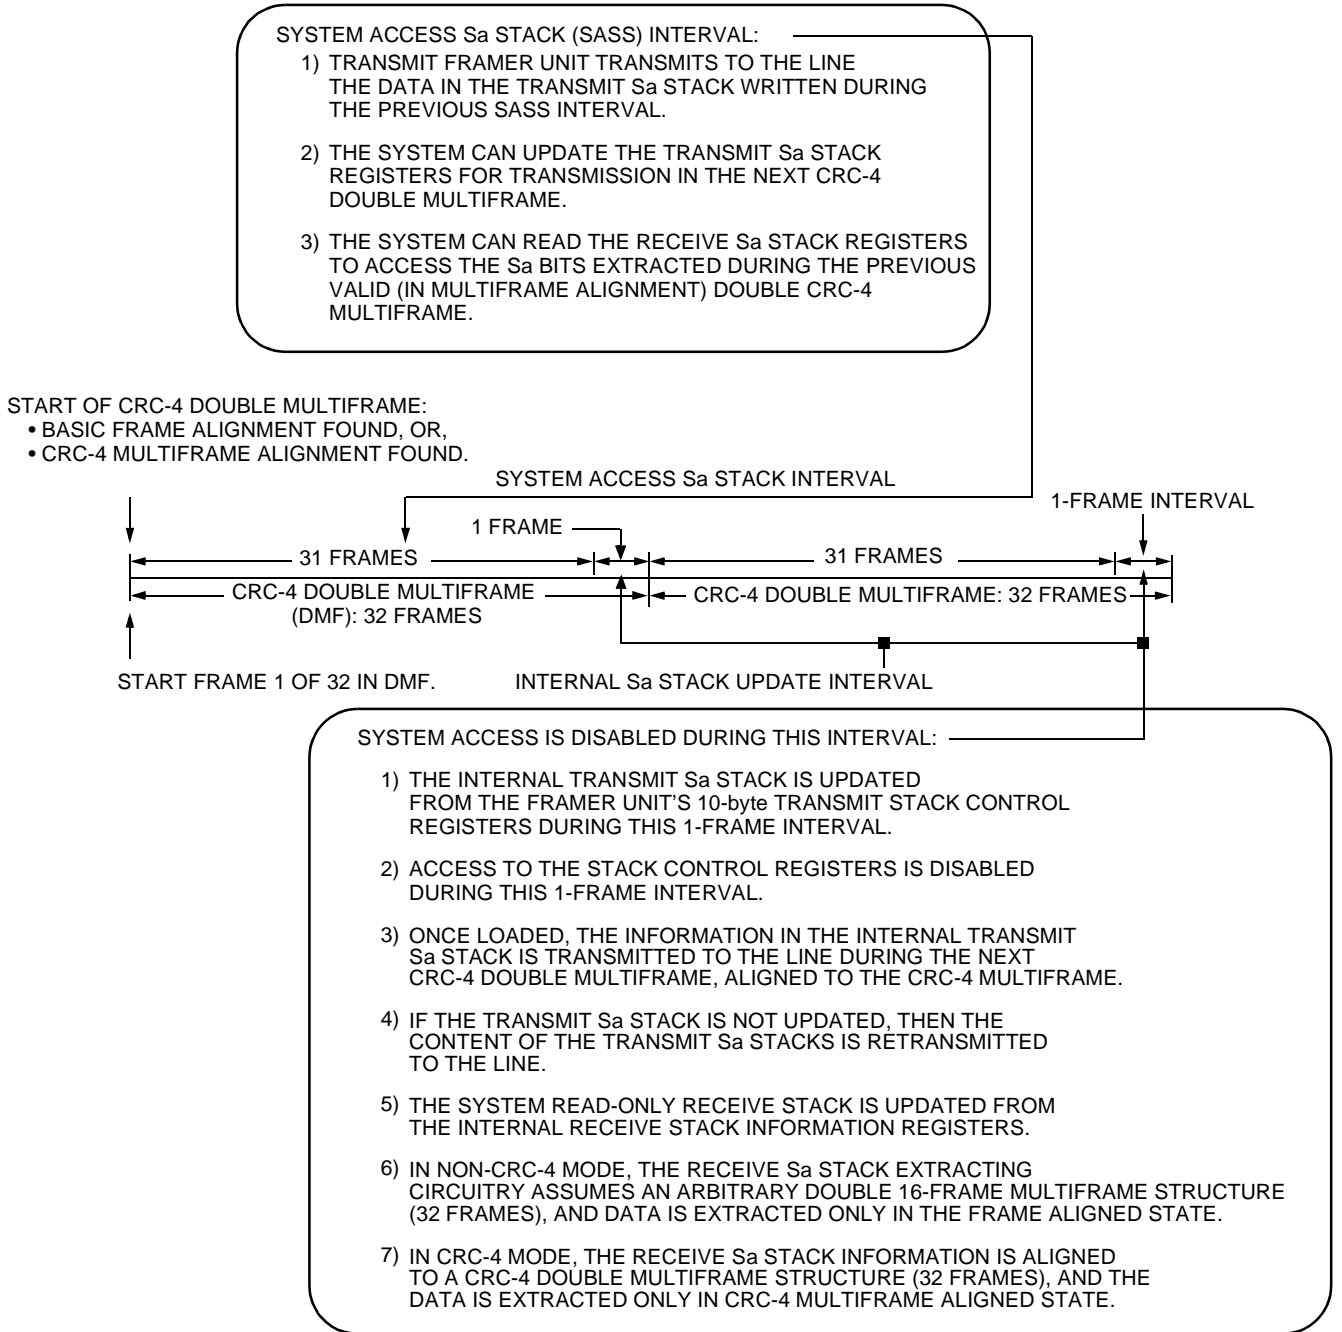 SYSTEM ACCESS Sa STACK (SASS) INTERVAL:
1) TRANSMIT FRAMER UNIT TRANSMITS TO THE LINE
THE DATA IN THE TRANSMIT Sa STACK WRITTEN DURING
THE PREVIOUS SASS INTERVAL.
2) THE SYSTEM CAN UPDATE THE TRANSMIT Sa STACK
REGISTERS FOR TRANSMISSION IN THE NEXT CRC-4
DOUBLE MULTIFRAME.
3) THE SYSTEM CAN READ THE RECEIVE Sa STACK REGISTERS
TO ACCESS THE Sa BITS EXTRACTED DURING THE PREVIOUS
VALID (IN MULTIFRAME ALIGNMENT) DOUBLE CRC-4
MULTIFRAME.
START OF CRC-4 DOUBLE MULTIFRAME:
• BASIC FRAME ALIGNMENT FOUND, OR,
• CRC-4 MULTIFRAME ALIGNMENT FOUND.
SYSTEM ACCESS Sa STACK INTERVAL
1-FRAME INTERVAL
1 FRAME
31 FRAMES
31 FRAMES
CRC-4 DOUBLE MULTIFRAME
(DMF): 32 FRAMES
CRC-4 DOUBLE MULTIFRAME: 32 FRAMES
START FRAME 1 OF 32 IN DMF.
INTERNAL Sa STACK UPDATE INTERVAL
SYSTEM ACCESS IS DISABLED DURING THIS INTERVAL:
1) THE INTERNAL TRANSMIT Sa STACK IS UPDATED
FROM THE FRAMER UNIT'S 10-byte TRANSMIT STACK CONTROL
REGISTERS DURING THIS 1-FRAME INTERVAL.
2) ACCESS TO THE STACK CONTROL REGISTERS IS DISABLED
DURING THIS 1-FRAME INTERVAL.
3) ONCE LOADED, THE INFORMATION IN THE INTERNAL TRANSMIT
Sa STACK IS TRANSMITTED TO THE LINE DURING THE NEXT
CRC-4 DOUBLE MULTIFRAME, ALIGNED TO THE CRC-4 MULTIFRAME.
4) IF THE TRANSMIT Sa STACK IS NOT UPDATED, THEN THE
CONTENT OF THE TRANSMIT Sa STACKS IS RETRANSMITTED
TO THE LINE.
5) THE SYSTEM READ-ONLY RECEIVE STACK IS UPDATED FROM
THE INTERNAL RECEIVE STACK INFORMATION REGISTERS.
6) IN NON-CRC-4 MODE, THE RECEIVE Sa STACK EXTRACTING
CIRCUITRY ASSUMES AN ARBITRARY DOUBLE 16-FRAME MULTIFRAME STRUCTURE
(32 FRAMES), AND DATA IS EXTRACTED ONLY IN THE FRAME ALIGNED STATE.
7) IN CRC-4 MODE, THE RECEIVE Sa STACK INFORMATION IS ALIGNED
TO A CRC-4 DOUBLE MULTIFRAME STRUCTURE (32 FRAMES), AND THE
DATA IS EXTRACTED ONLY IN CRC-4 MULTIFRAME ALIGNED STATE.